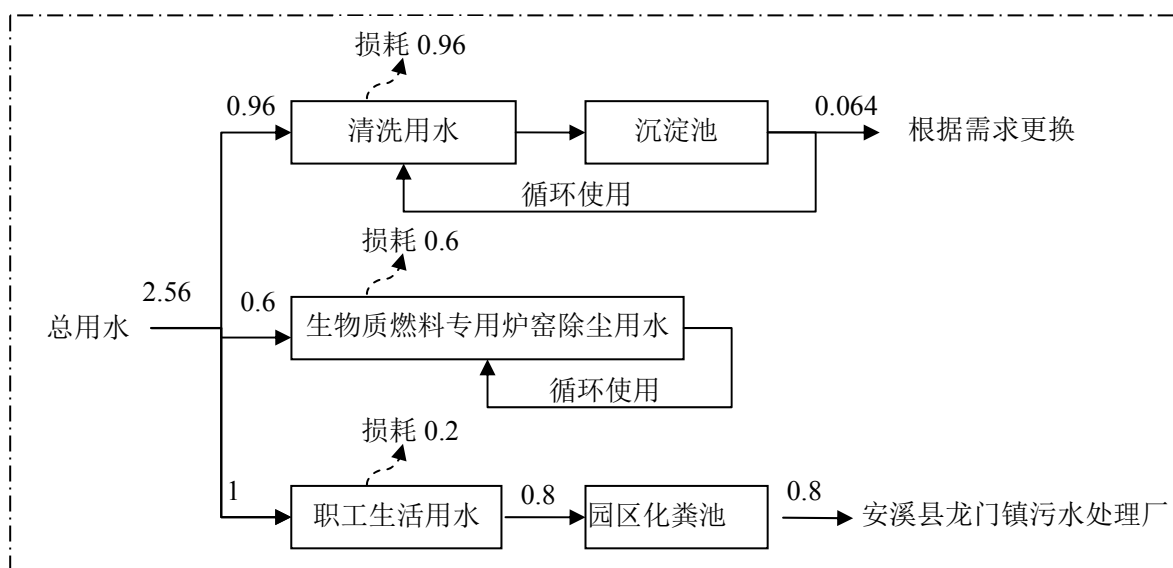 损耗 0.96
0.96
清洗用水
沉淀池
0.064
根据需求更换
循环使用
损耗 0.6
总用水
2.56
0.6
生物质燃料专用炉窑除尘用水
循环使用
损耗 0.2
1
职工生活用水
0.8
园区化粪池
0.8
安溪县龙门镇污水处理厂